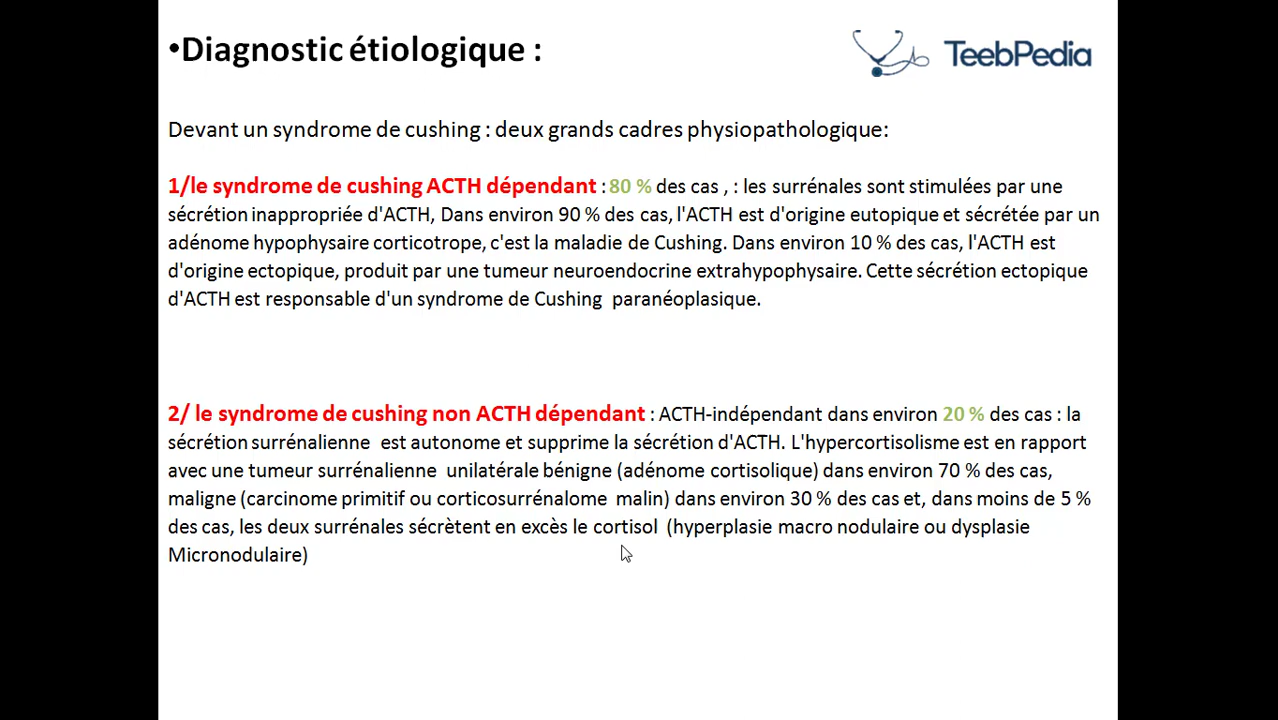 •Diagnostic étiologique :
TeebPedia
Devant un syndrome de cushing : deux grands cadres physiopathologique:
1/le syndrome de cushing ACTH dépendant : 80 % des cas , : les surrénales sont stimulées par une
sécrétion inappropriée d'ACTH, Dans environ 90 % des cas, l'ACTH est d'origine eutopique et sécrétée par un
adénome hypophysaire corticotrope, c'est la maladie de Cushing. Dans environ 10 % des cas, l'ACTH est
d'origine ectopique, produit par une tumeur neuroendocrine extrahypophysaire. Cette sécrétion ectopique
d'ACTH est responsable d'un syndrome de Cushing paranéoplasique.
2/ le syndrome de cushing non ACTH dépendant : ACTH-indépendant dans environ 20 % des cas : la
sécrétion surrénalienne est autonome et supprime la sécrétion d'ACTH. L'hypercortisolisme est en rapport
avec une tumeur surrénalienne unilatérale bénigne (adénome cortisolique) dans environ 70 % des cas,
maligne (carcinome primitif ou corticosurrénalome malin) dans environ 30 % des cas et, dans moins de 5 %
des cas, les deux surrénales sécrètent en excès le cortisol (hyperplasie macro nodulaire ou dysplasie
Micronodulaire)